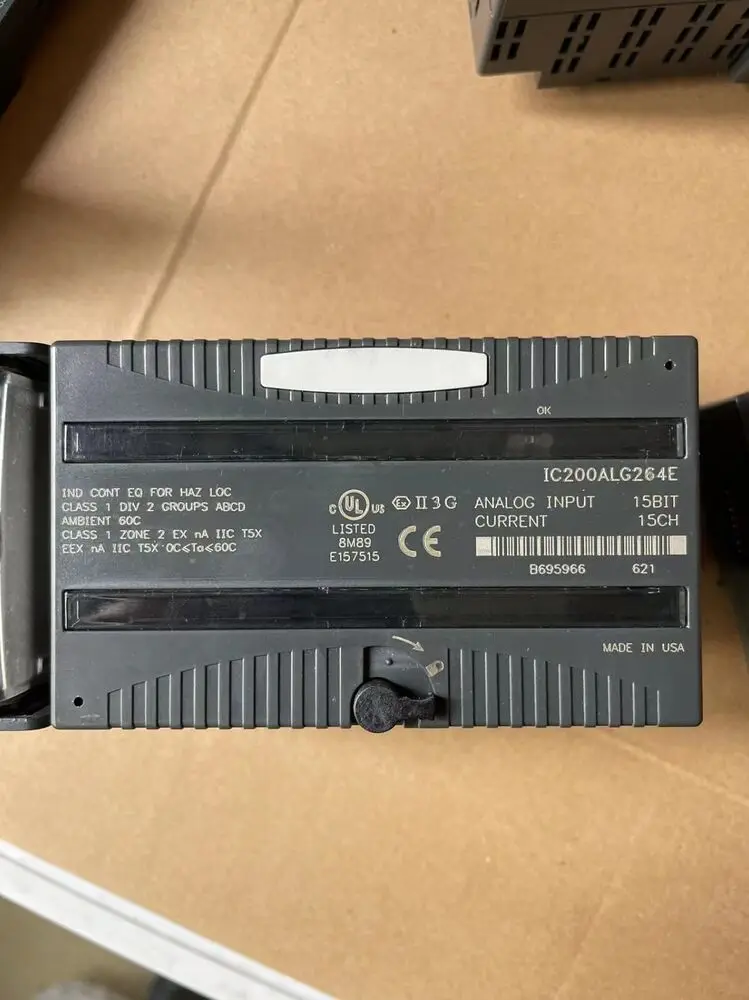 OK
IC200ALG264E
IND CONT EQ FOR HAZ LOC
CLASS 1 DIV 2 GROUPS ABCD
AMBIENT 60C
CLASS 1 ZONE 2 EX nA IIC T5X
EEX nA IIC T5X 0C≤Ta≤60C
C UL US
LISTED
8M89
E157515
Ex II 3 G
CE
ANALOG INPUT 15BIT
CURRENT 15CH
B695966 621
MADE IN USA